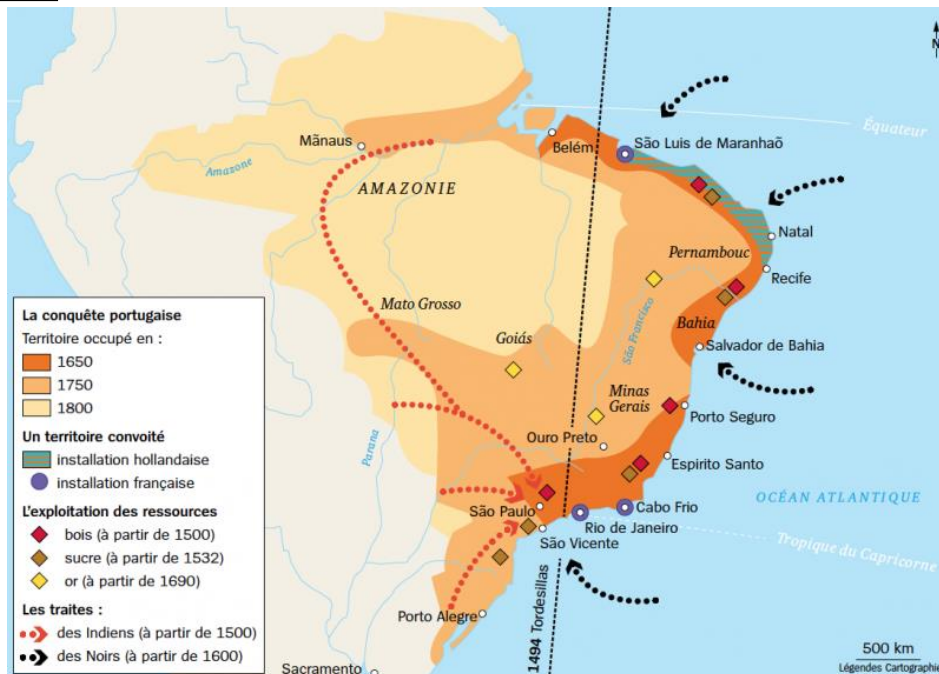 N
Équateur
Mãnaus
Belém
São Luis de Maranhaõ
Amazone
AMAZONIE
Natal
Pernambouc
Recife
Mato Grosso
São Francisco
Goiás
Bahia
Salvador de Bahia
Minas
Gerais
Porto Seguro
Ouro Preto
Parana
Espirito Santo
OCÉAN ATLANTIQUE
São Paulo
Cabo Frio
Rio de Janeiro
São Vicente
Tropique du Capricorne
1494 Tordesillas
Porto Alegre
Sacramento
500 km
Légendes Cartographie
La conquête portugaise
Territoire occupé en :
1650
1750
1800
Un territoire convoité
installation hollandaise
installation française
L'exploitation des ressources
bois (à partir de 1500)
sucre (à partir de 1532)
or (à partir de 1690)
Les traites :
des Indiens (à partir de 1500)
des Noirs (à partir de 1600)